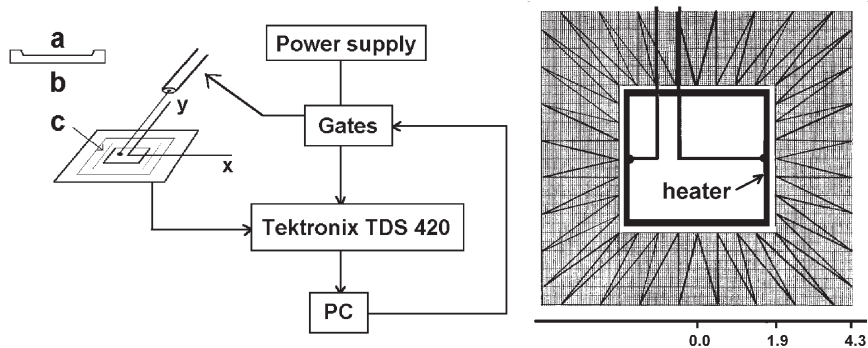 a
b
c
y
x
Power supply
Gates
Tektronix TDS 420
PC
heater
0.0 1.9 4.3